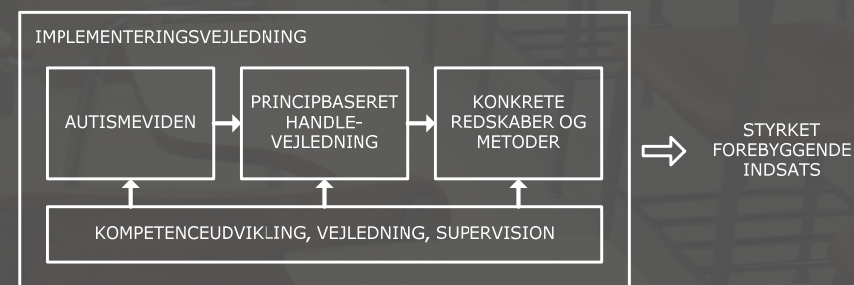 IMPLEMENTERINGSVEJLEDNING
AUTISMEVIDEN
PRINCIPBASERET
HANDLE-
VEJLEDNING
KONKRETE
REDSKABER OG
METODER
STYRKET
FOREBYGGENDE
INDSATS
KOMPETENCEUDVIKLING, VEJLEDNING, SUPERVISION